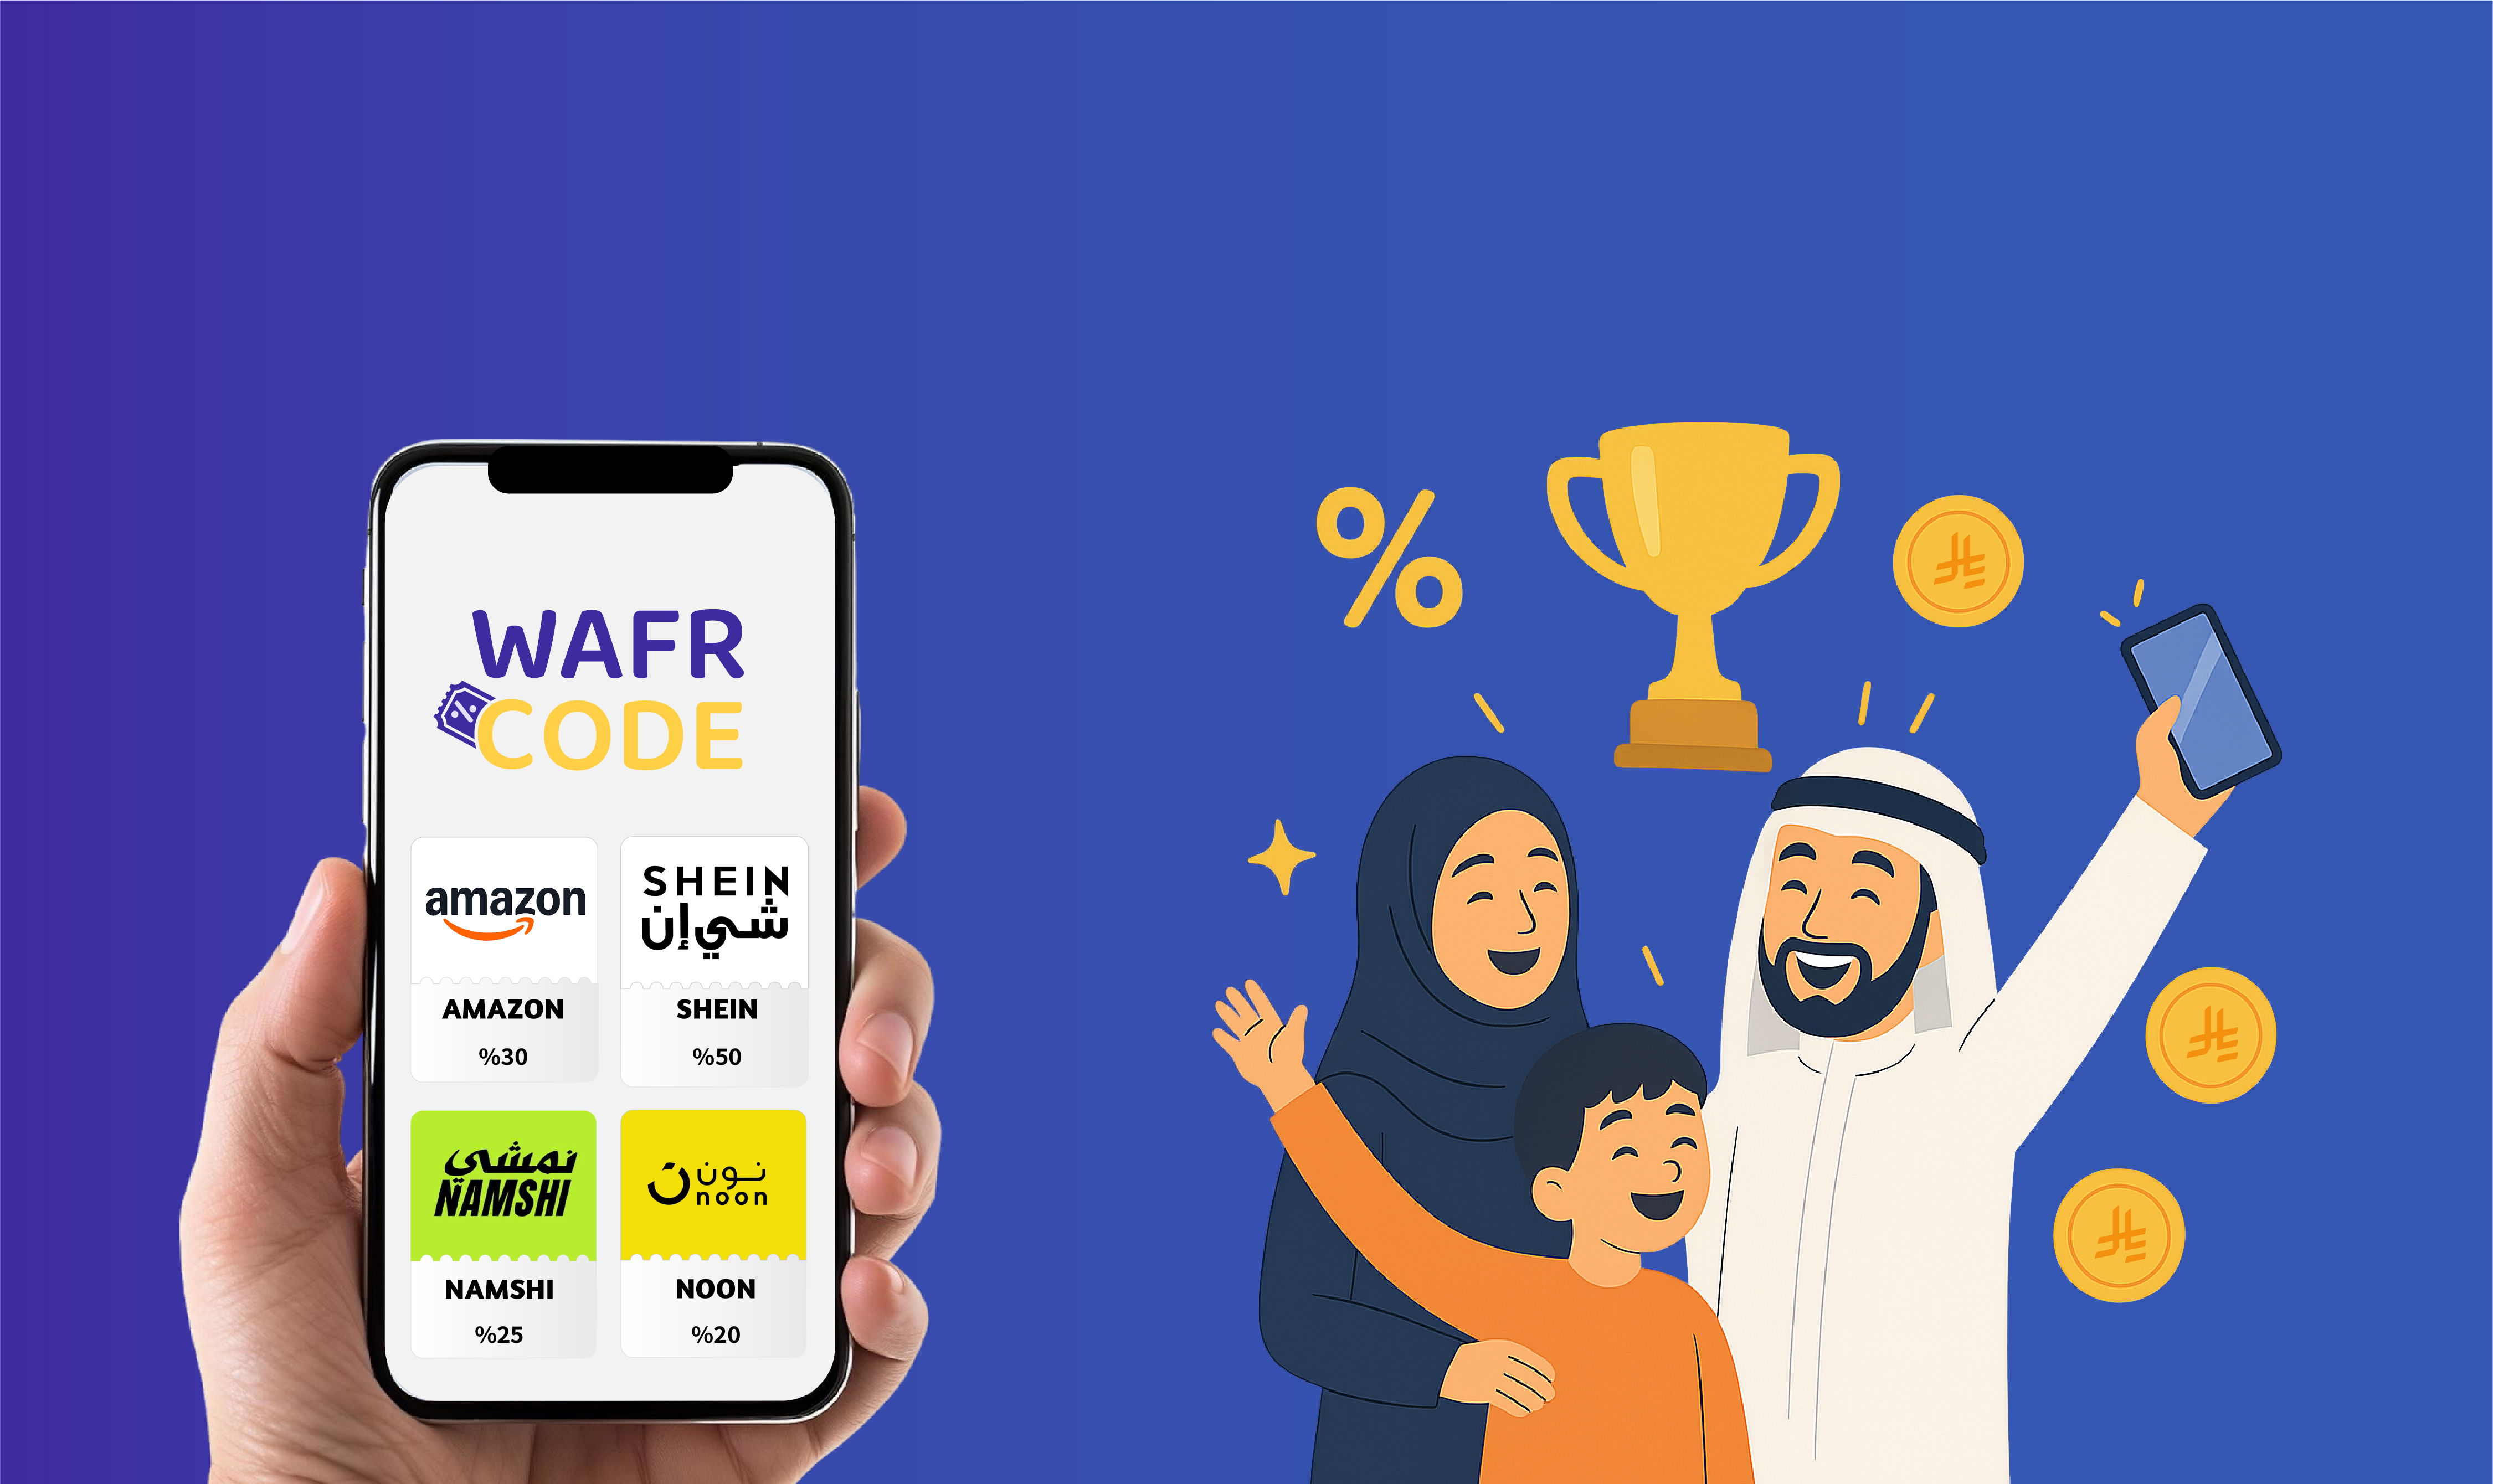 WAFR
CODE
amazon
AMAZON
%30
SHEIN
شي إن
SHEIN
%50
نمشي
NAMSHI
NAMSHI
%25
نون
noon
NOON
%20
%